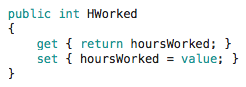 public int HWorked
{
    get { return hoursWorked; }
    set { hoursWorked = value; }
}